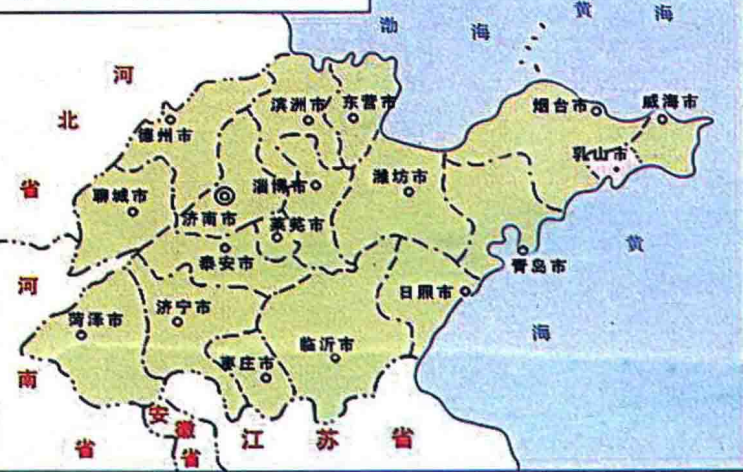 渤海
黄海
河北省
滨洲市
东营市
烟台市
威海市
德州市
乳山市
淄博市
潍坊市
聊城市
济南市
莱芜市
黄海
泰安市
青岛市
河南省
日照市
菏泽市
济宁市
枣庄市
临沂市
安徽省
江苏省